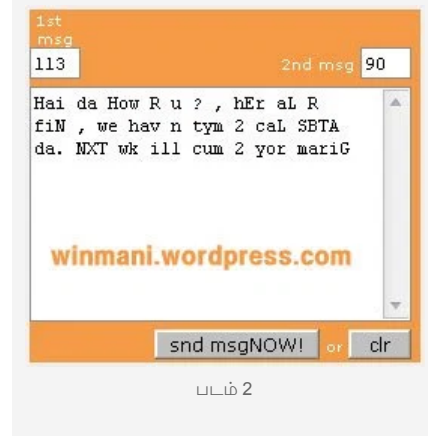 1st
msg
113 2nd msg 90
Hai da How R u ? , hEr aL R
fiN , we hav n tym 2 caL SBTA
da. NXT wk ill cum 2 yor mariG
winmani.wordpress.com
snd msgNOW! or clr
படம் 2